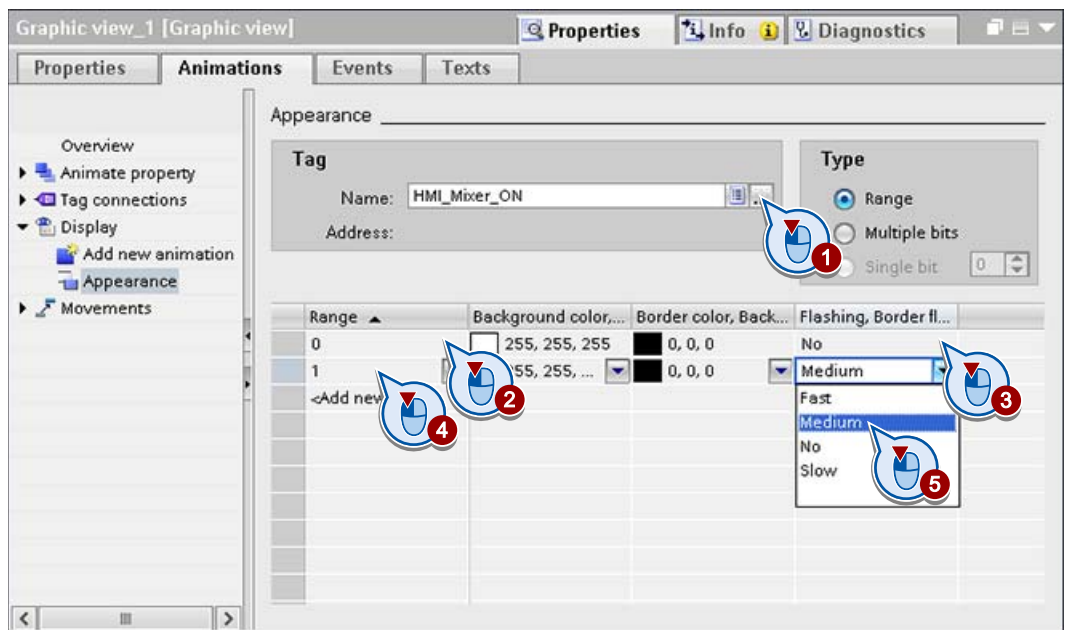 Graphic view_1 [Graphic view]
Properties
Info
Diagnostics
Properties
Animations
Events
Texts
Appearance
Overview
Animate property
Tag connections
Display
Add new animation
Appearance
Movements
Tag
Name: HMI_Mixer_ON
...
Address:
1
Type
Range
Multiple bits
Single bit 0
Range Background color,... Border color, Back... Flashing, Border fl...
0 255, 255, 255 0, 0, 0 No
1 255, 255, ... 0, 0, 0 Medium
2
3
<Add new
4
Fast
Medium
No
Slow
5